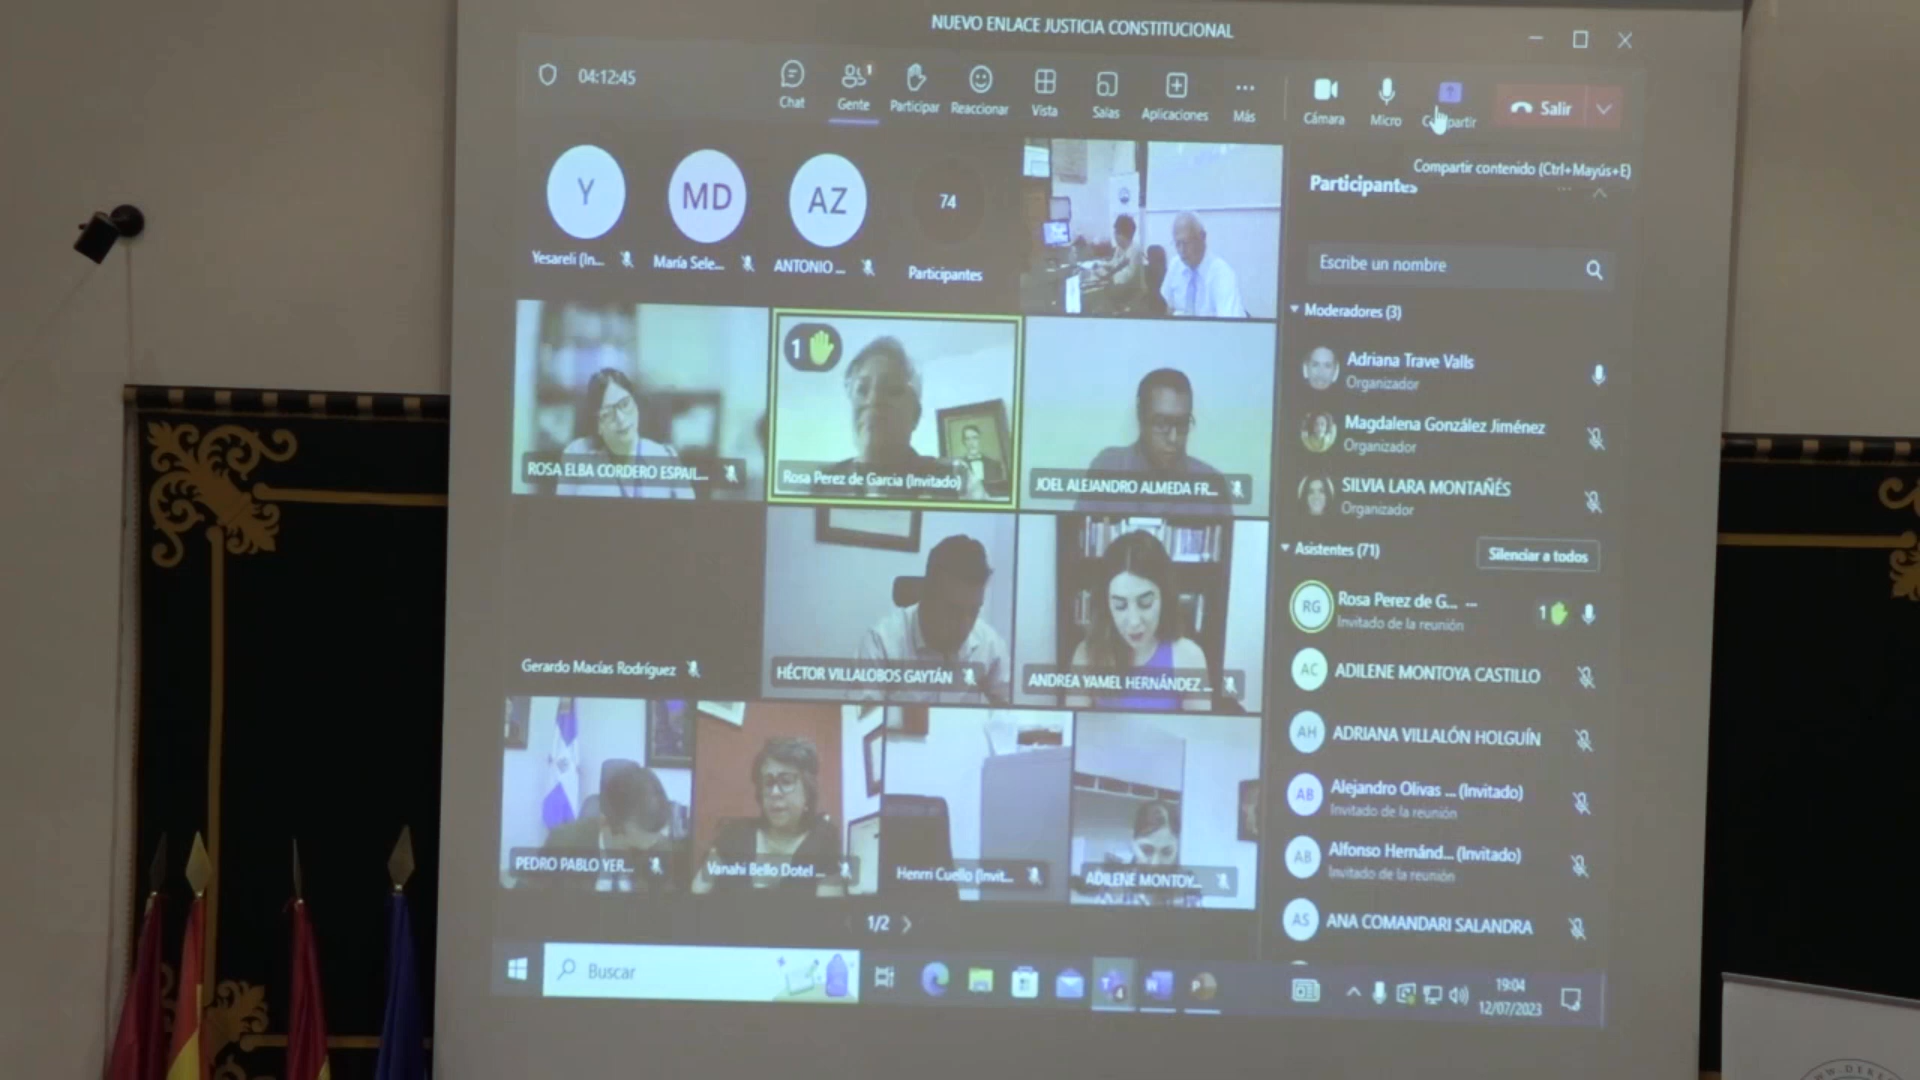 NUEVO ENLACE JUSTICIA CONSTITUCIONAL
04:12:45
Chat
Gente
1
Participar
Reaccionar
Vista
Salas
Aplicaciones
Más
Cámara
Micro
Salir
Compartir contenido (Ctrl+Mayús+E)
Y
MD
AZ
74
Yesareli (In...
María Sele...
ANTONIO ...
Participantes
Participantes
Escribe un nombre
Moderadores (3)
Adriana Trave Valls
Organizador
Magdalena González Jiménez
Organizador
SILVIA LARA MONTAÑÉS
Organizador
Asistentes (71)
Silenciar a todos
RG
Rosa Perez de G... ...
1
Invitado de la reunión
AC
ADILENE MONTOYA CASTILLO
AH
ADRIANA VILLALÓN HOLGUÍN
AB
Alejandro Olivas ... (Invitado)
Invitado de la reunión
AB
Alfonso Hernánd... (Invitado)
Invitado de la reunión
AS
ANA COMANDARI SALANDRA
1
ROSA ELBA CORDERO ESPAIL...
Rosa Perez de Garcia (Invitado)
JOEL ALEJANDRO ALMEDA FR...
Gerardo Macías Rodríguez
HÉCTOR VILLALOBOS GAYTÁN
ANDREA YAMEL HERNÁNDEZ ...
PEDRO PABLO YER...
Vanahi Bello Dotel ...
Henrri Cuello (Invit...
ADILENE MONTOY...
1/2
Buscar
19:04
12/07/2023